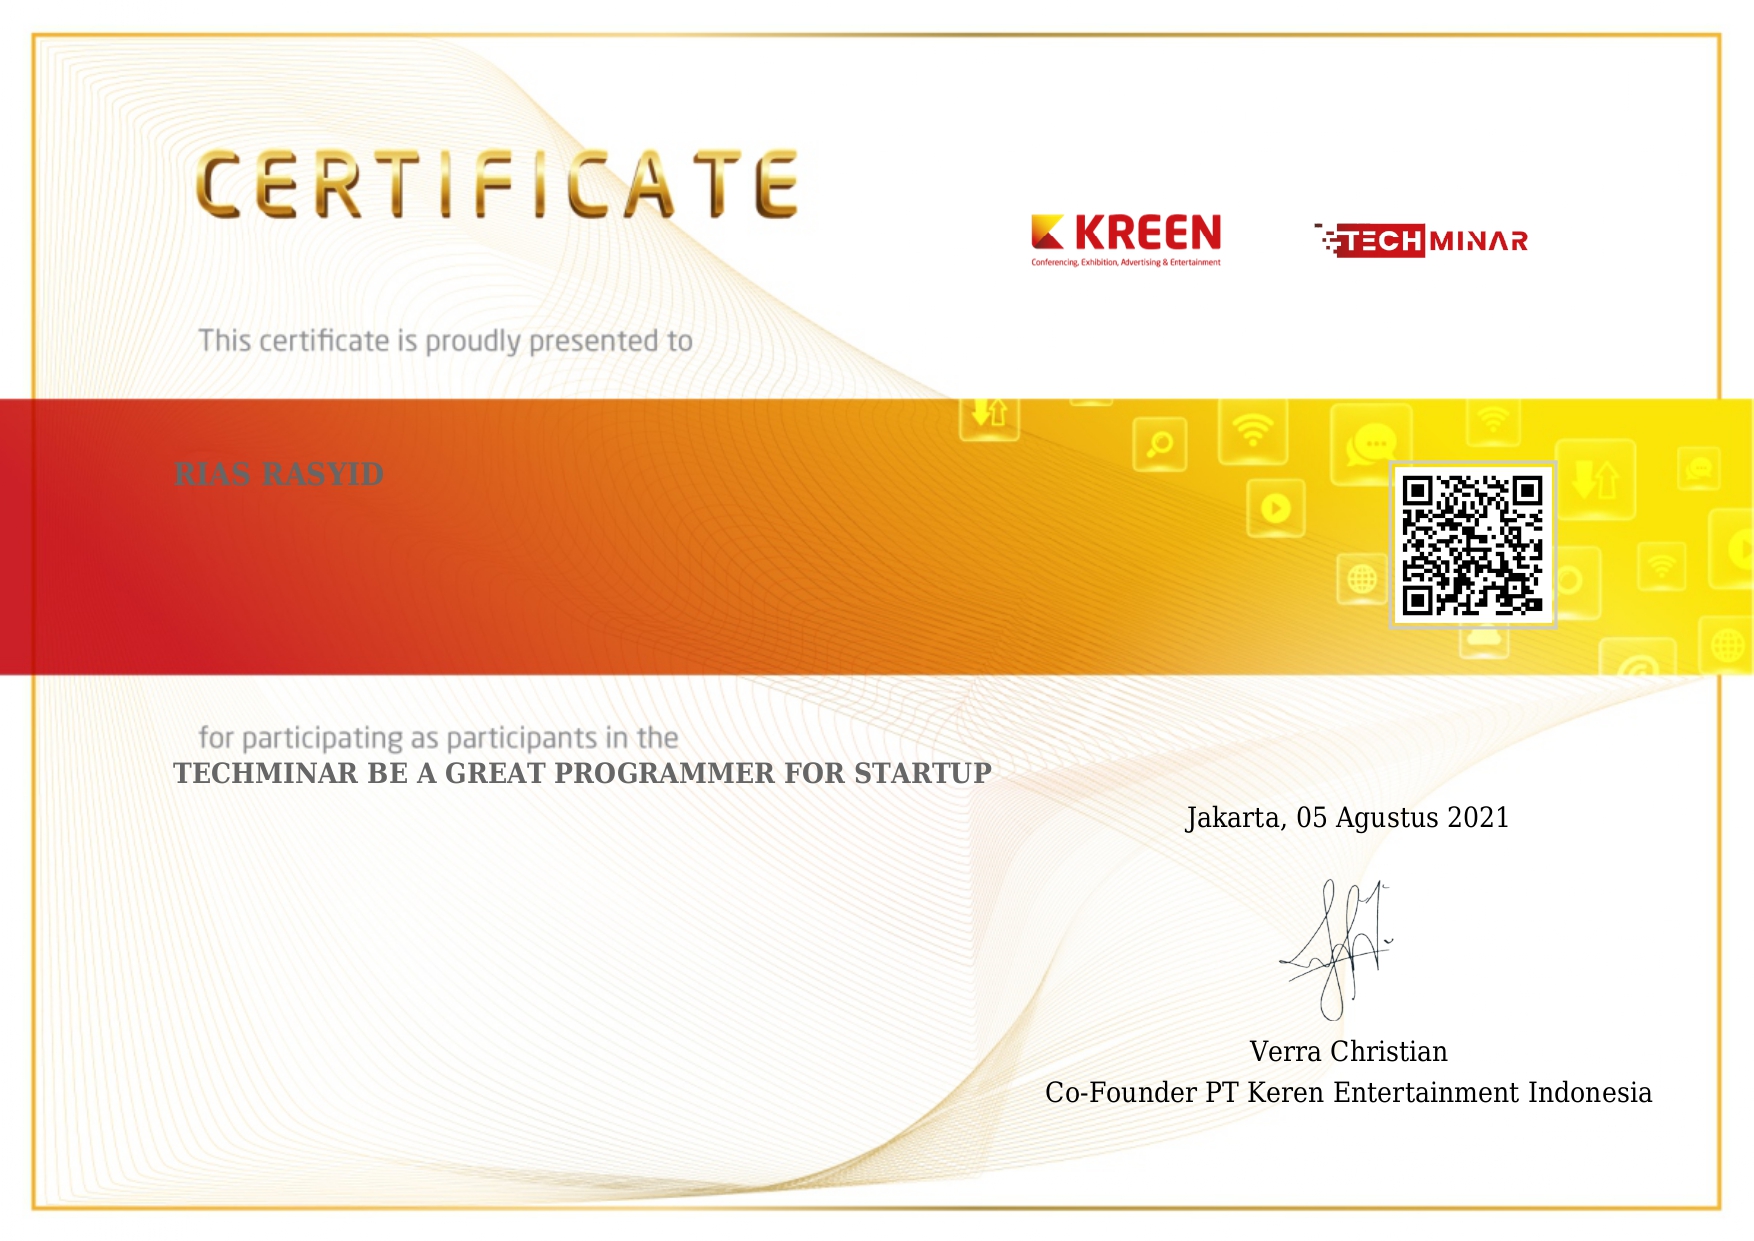 CERTIFICATE
KREEN
Conferencing, Exhibition, Advertising & Entertainment
TECHMINAR
This certificate is proudly presented to
RIAS RASYID
for participating as participants in the
TECHMINAR BE A GREAT PROGRAMMER FOR STARTUP
Jakarta, 05 Agustus 2021
Verra Christian
Co-Founder PT Keren Entertainment Indonesia